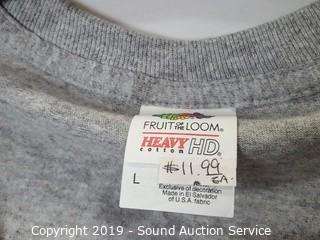 FRUIT OF THE LOOM®
HEAVY HD®
cotton
$11.99
L
EA.
Exclusive of decoration
Made in El Salvador
of U.S.A. fabric
Copyright 2019 - Sound Auction Service